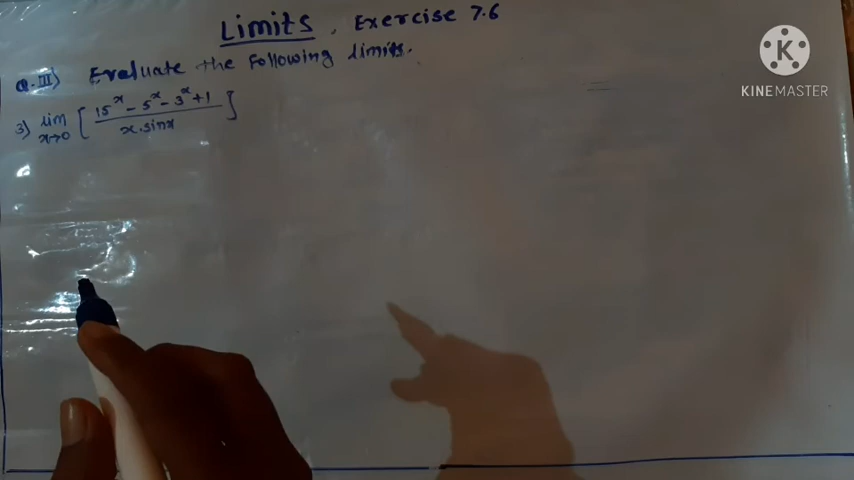 Limits, Exercise 7.6
Q.III) Evaluate the following limits.
3) lim x→0 [ (15^x - 5^x - 3^x + 1) / (x.sinx) ]
K
KINEMASTER